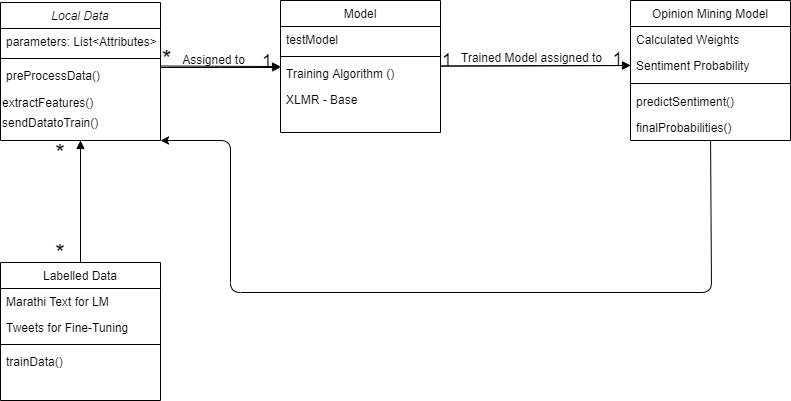 Local Data
parameters: List<Attributes>
preProcessData()
extractFeatures()
sendDatatoTrain()
*
Assigned to
1
Model
testModel
Training Algorithm ()
XLMR - Base
1
Trained Model assigned to
1
Opinion Mining Model
Calculated Weights
Sentiment Probability
predictSentiment()
finalProbabilities()
*
*
Labelled Data
Marathi Text for LM
Tweets for Fine-Tuning
trainData()